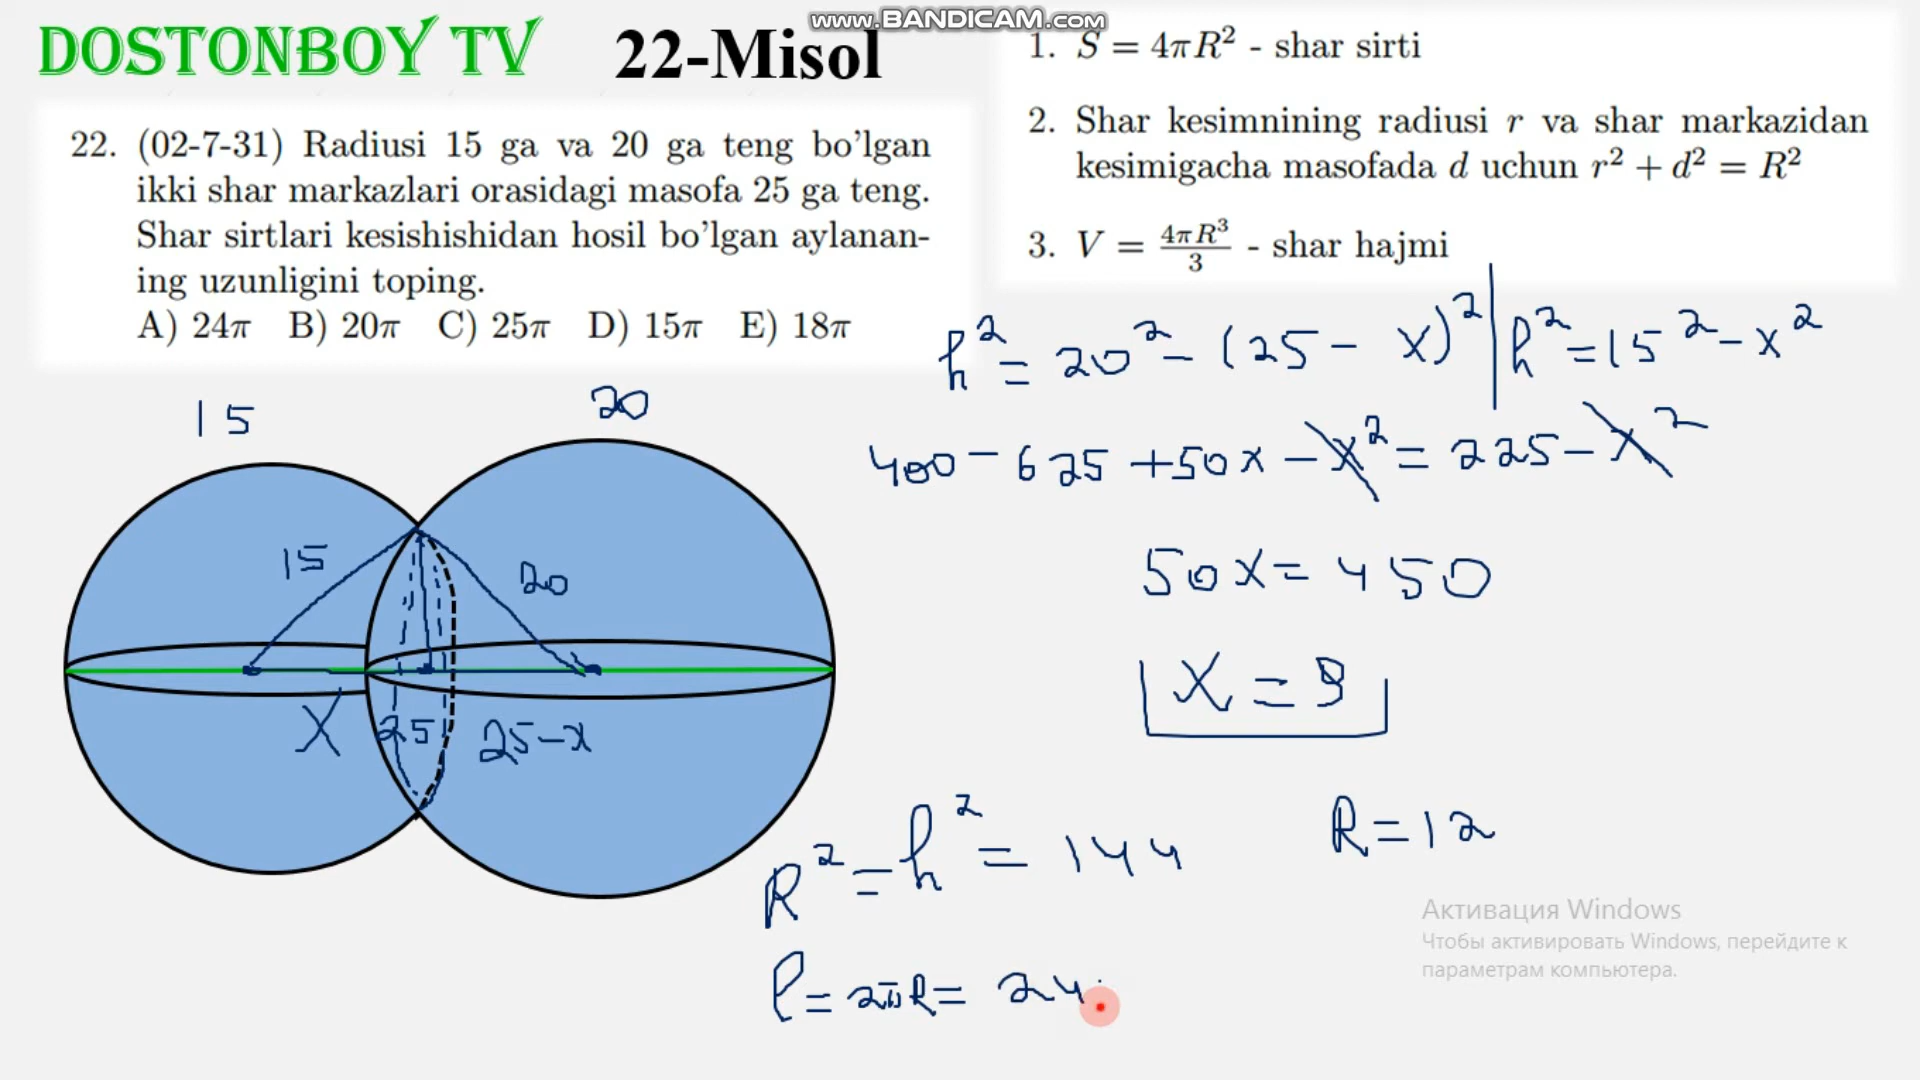 www.BANDICAM.com
DOSTONBOY TV
22-Misol
22. (02-7-31) Radiusi 15 ga va 20 ga teng bo'lgan
ikki shar markazlari orasidagi masofa 25 ga teng.
Shar sirtlari kesishishidan hosil bo'lgan aylanan-
ing uzunligini toping.
A) 24π B) 20π C) 25π D) 15π E) 18π
1. S = 4πR² - shar sirti
2. Shar kesimnining radiusi r va shar markazidan
kesimigacha masofada d uchun r² + d² = R²
3. V = 4πR³/3 - shar hajmi
h² = 20² - (25 - x)² | h² = 15² - x²
400 - 625 + 50x - x² = 225 - x²
50x = 450
x = 9
R² = h² = 144
R = 12
l = 2πR = 24
15
20
15
20
x
25
25-x
Активация Windows
Чтобы активировать Windows, перейдите к
параметрам компьютера.